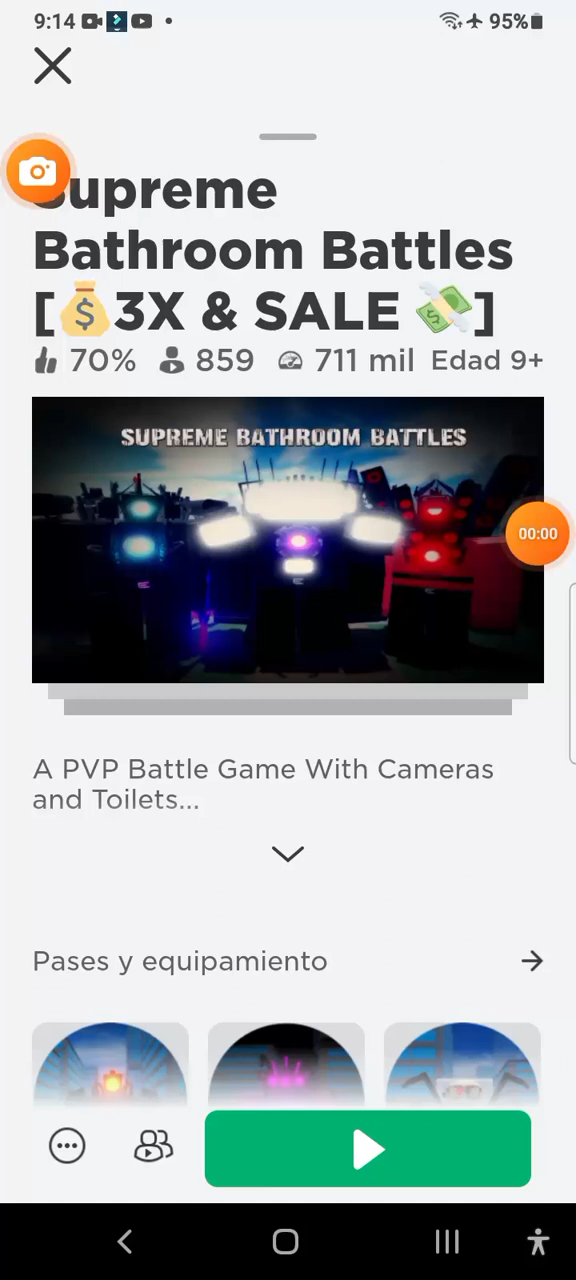 9:14 95%
Supreme
Bathroom Battles
[💰3X & SALE 💸]
70% 859 711 mil Edad 9+
SUPREME BATHROOM BATTLES
00:00
A PVP Battle Game With Cameras
and Toilets...
Pases y equipamiento